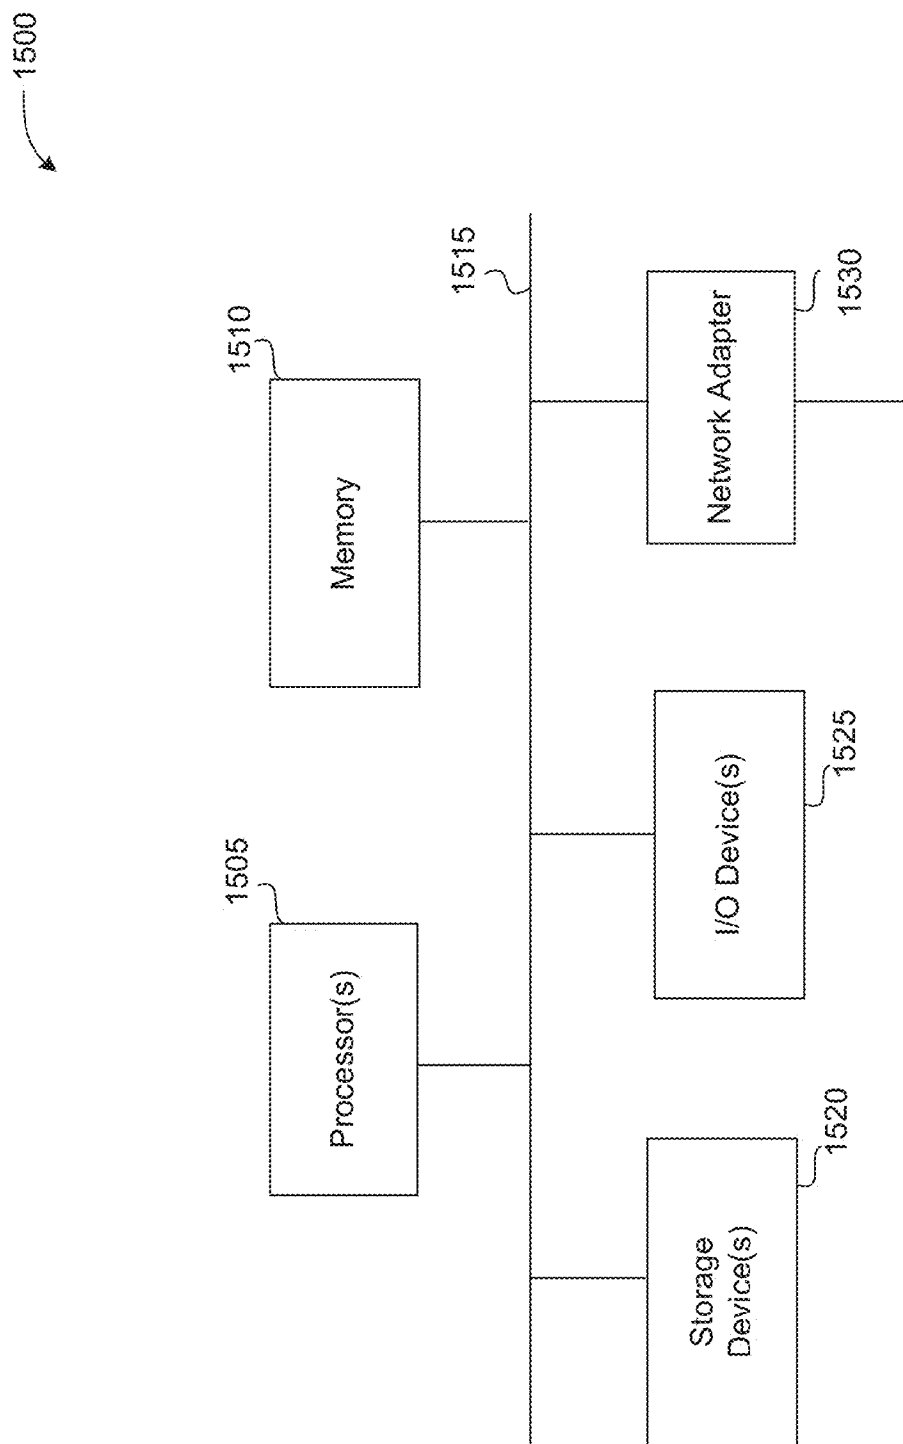 1500
1505
Processor(s)
1510
Memory
1515
Storage
Device(s)
1520
I/O Device(s)
1525
Network Adapter
1530